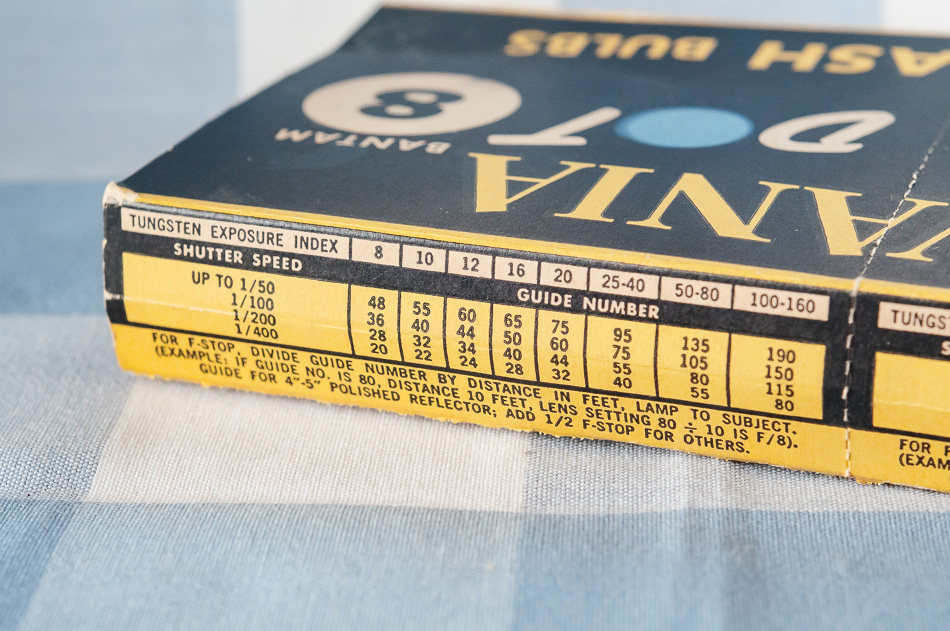 ASH BULBS
DOT
8
BANTAM
VANIA
TUNGSTEN EXPOSURE INDEX 8 10 12 16 20 25-40 50-80 100-160
SHUTTER SPEED GUIDE NUMBER
UP TO 1/50 48 55 60 65 75 95 135 190
1/100 36 40 44 50 60 75 105 150
1/200 28 32 34 40 44 55 80 115
1/400 20 22 24 28 32 40 55 80
FOR F-STOP, DIVIDE GUIDE NUMBER BY DISTANCE IN FEET, LAMP TO SUBJECT.
(EXAMPLE: IF GUIDE NO. IS 80, DISTANCE 10 FEET, LENS SETTING 80 ÷ 10 IS F/8).
GUIDE FOR 4"-5" POLISHED REFLECTOR; ADD 1/2 F-STOP FOR OTHERS.
TUNGST
S
FOR F
(EXAM